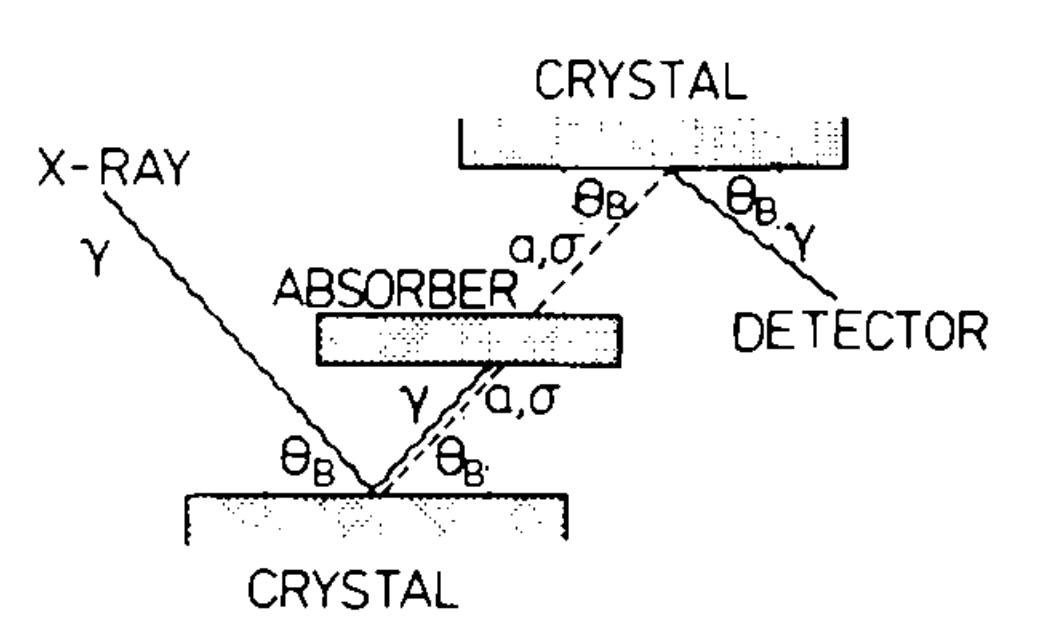 CRYSTAL
X-RAY
γ
θB
θB
a,σ
γ
ABSORBER
DETECTOR
γ
a,σ
θB
θB
CRYSTAL